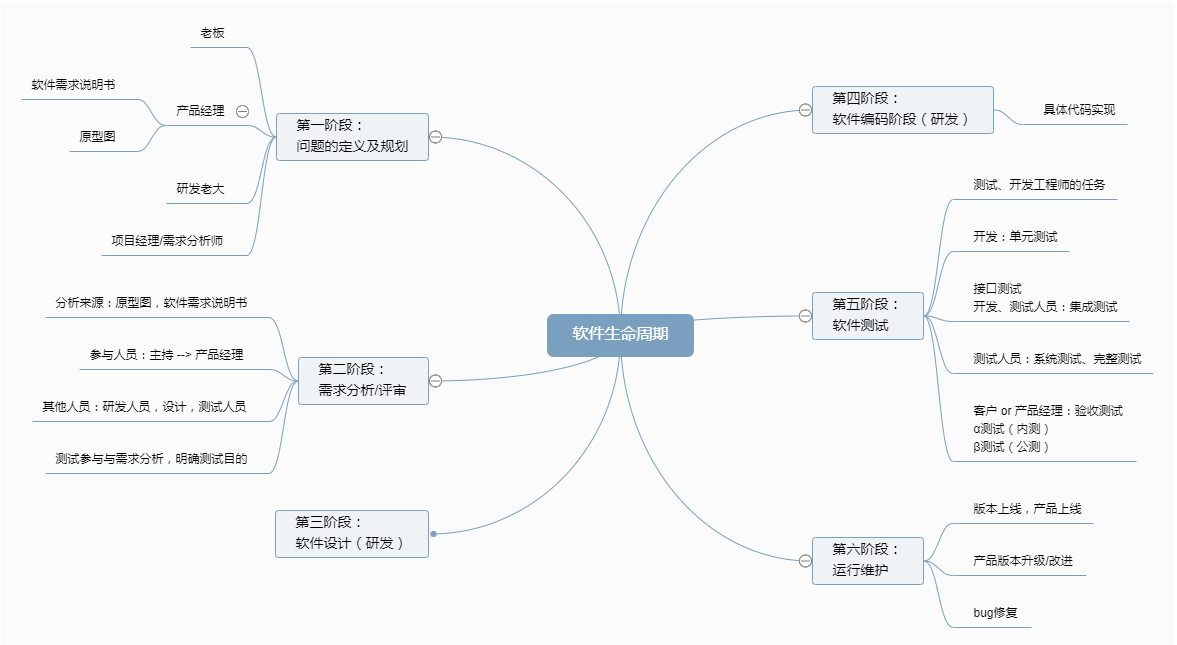 软件生命周期
第一阶段：
问题的定义及规划
老板
产品经理
软件需求说明书
原型图
研发老大
项目经理/需求分析师
第二阶段：
需求分析/评审
分析来源：原型图，软件需求说明书
参与人员：主持 --> 产品经理
其他人员：研发人员，设计，测试人员
测试参与与需求分析，明确测试目的
第三阶段：
软件设计（研发）
第四阶段：
软件编码阶段（研发）
具体代码实现
第五阶段：
软件测试
测试、开发工程师的任务
开发：单元测试
接口测试
开发、测试人员：集成测试
测试人员：系统测试、完整测试
客户 or 产品经理：验收测试
α测试（内测）
β测试（公测）
第六阶段：
运行维护
版本上线，产品上线
产品版本升级/改进
bug修复